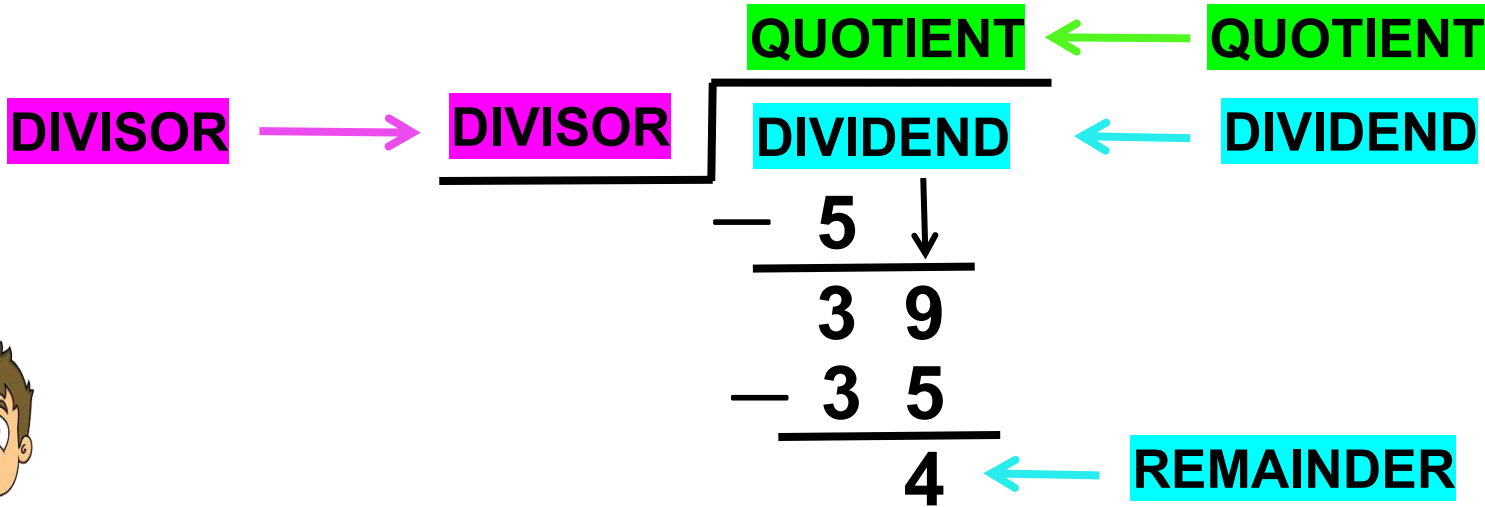 QUOTIENT QUOTIENT
DIVISOR DIVISOR DIVIDEND DIVIDEND
— 5
3 9
— 3 5
4 REMAINDER